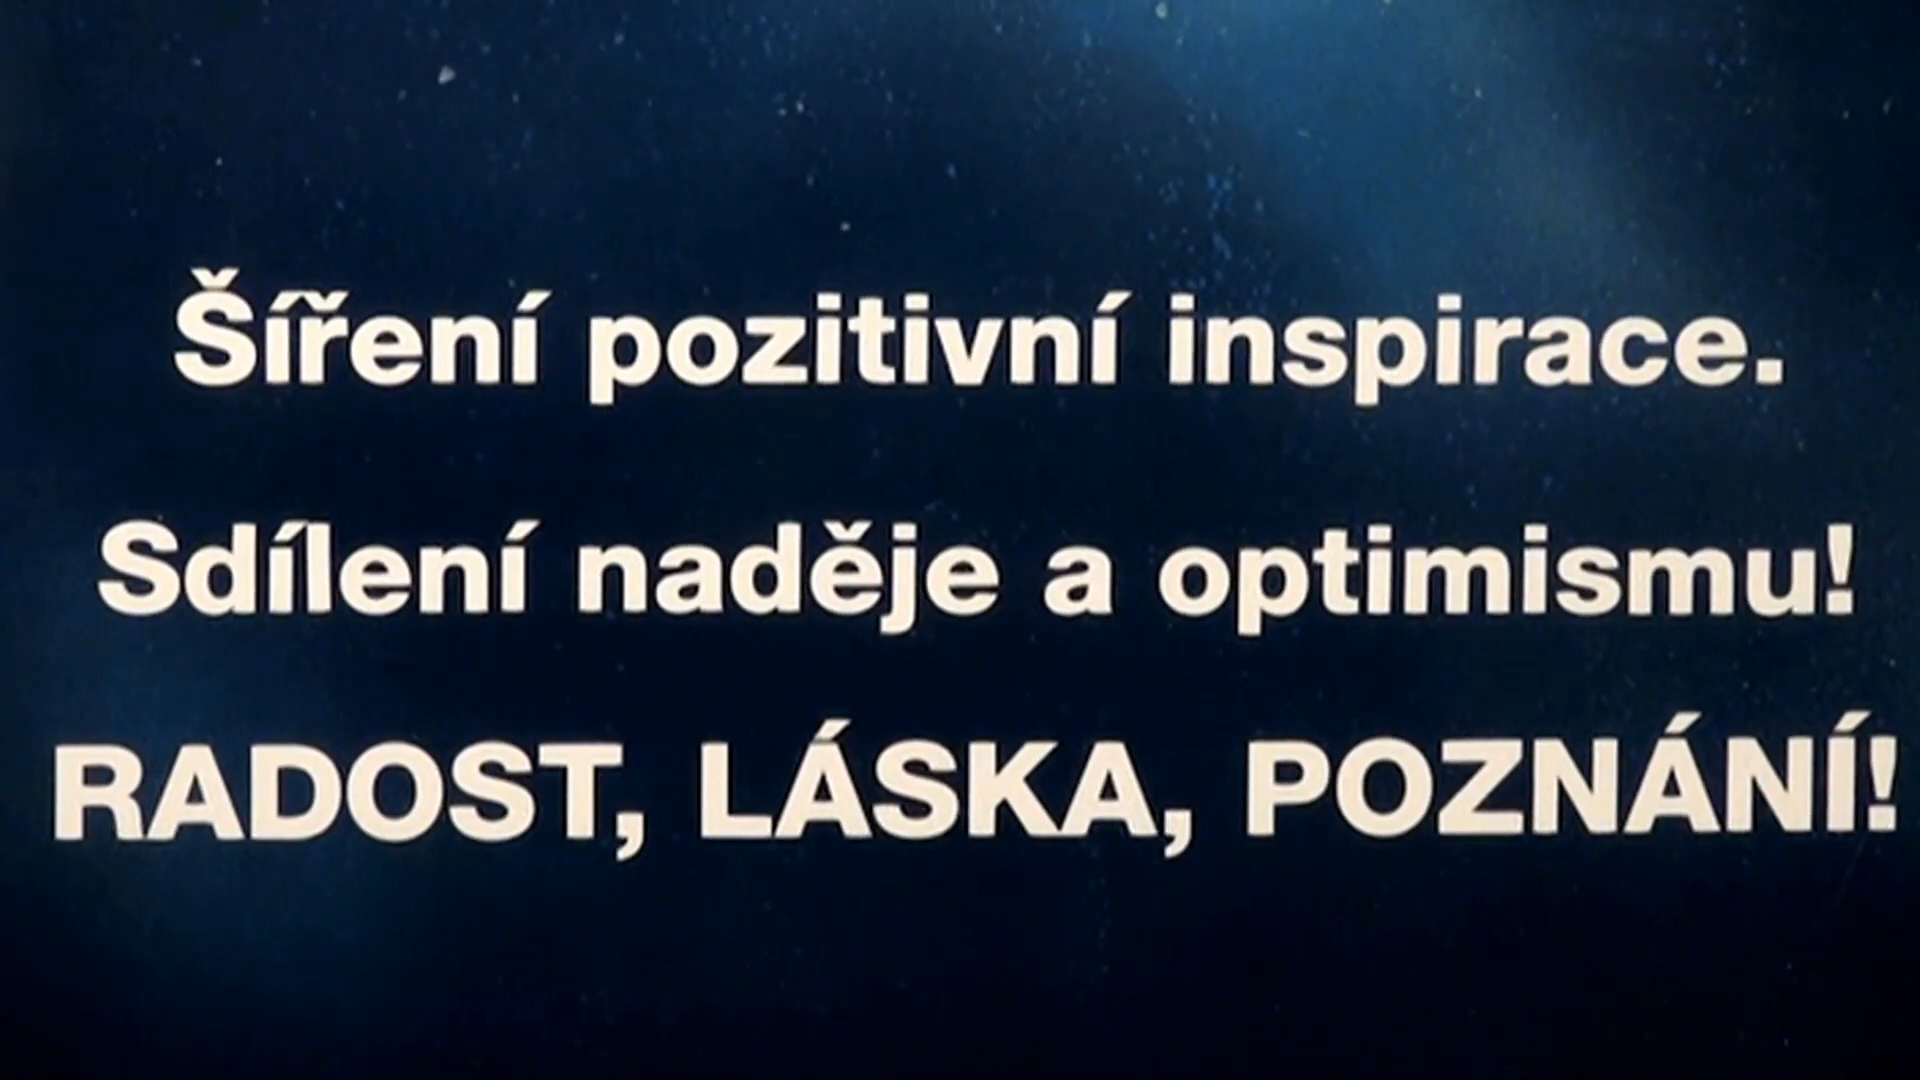 Šíření pozitivní inspirace.
Sdílení naděje a optimismu!
RADOST, LÁSKA, POZNÁNÍ!